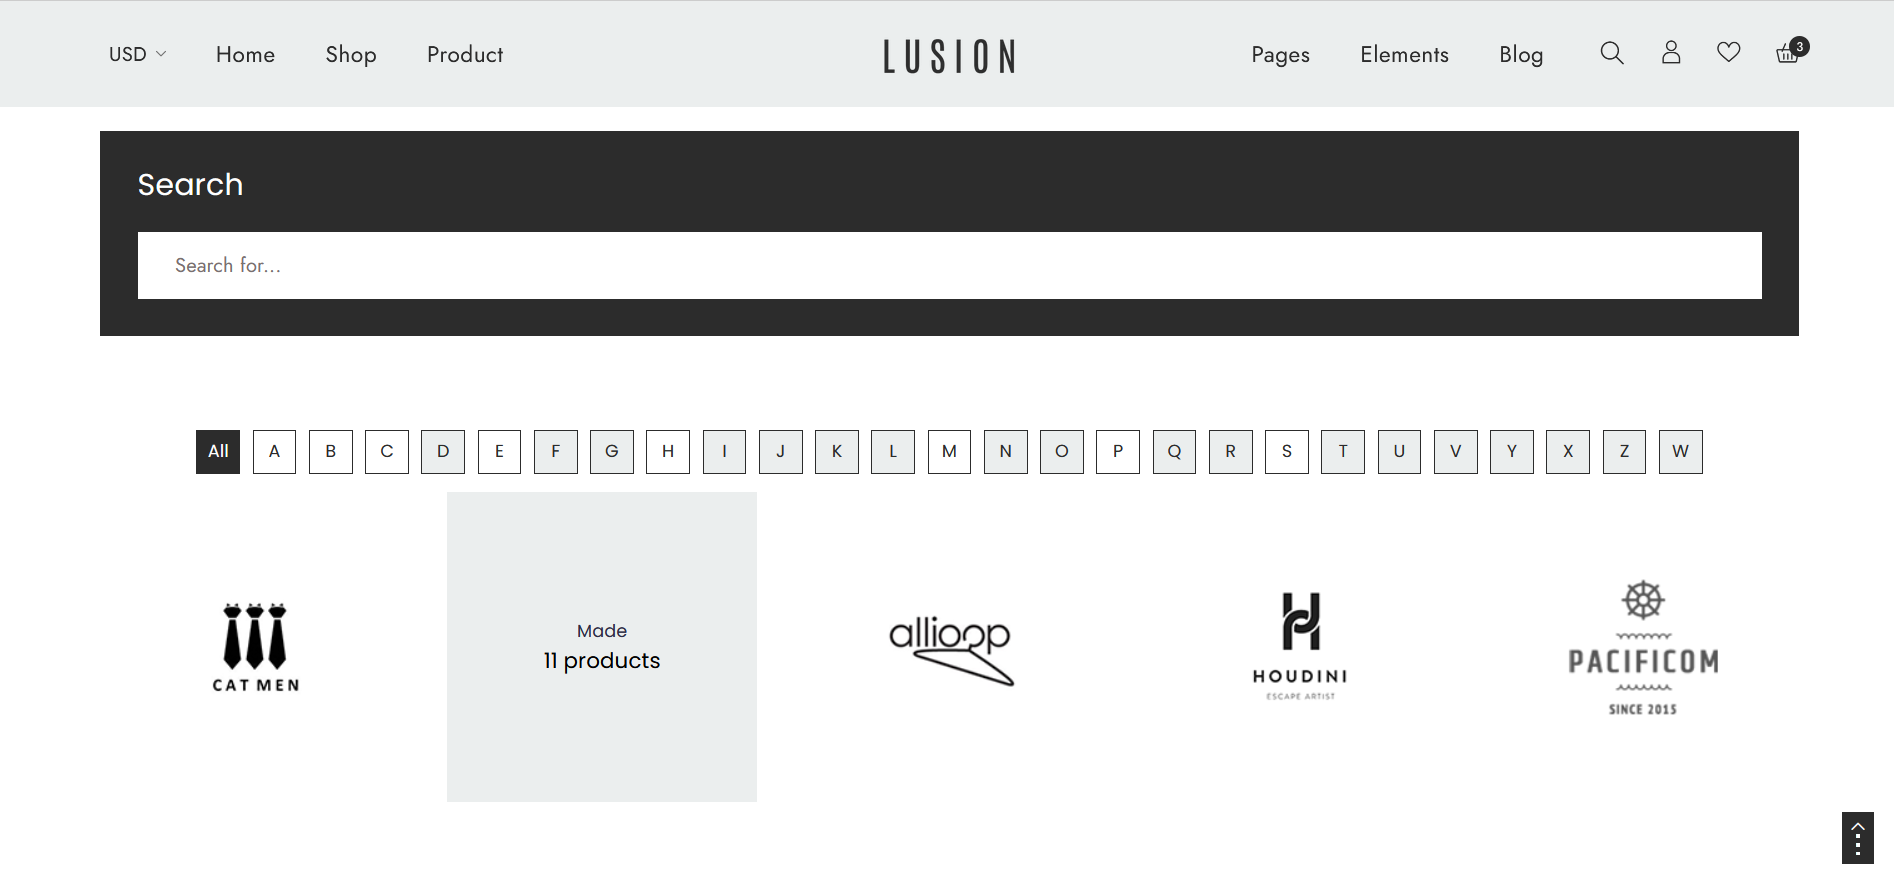 USD Home Shop Product LUSION Pages Elements Blog 3
Search
Search for...
All A B C D E F G H I J K L M N O P Q R S T U V Y X Z W
CAT MEN
Made
11 products
allioop
H
HOUDINI
ESCAPE ARTIST
PACIFICOM
SINCE 2015